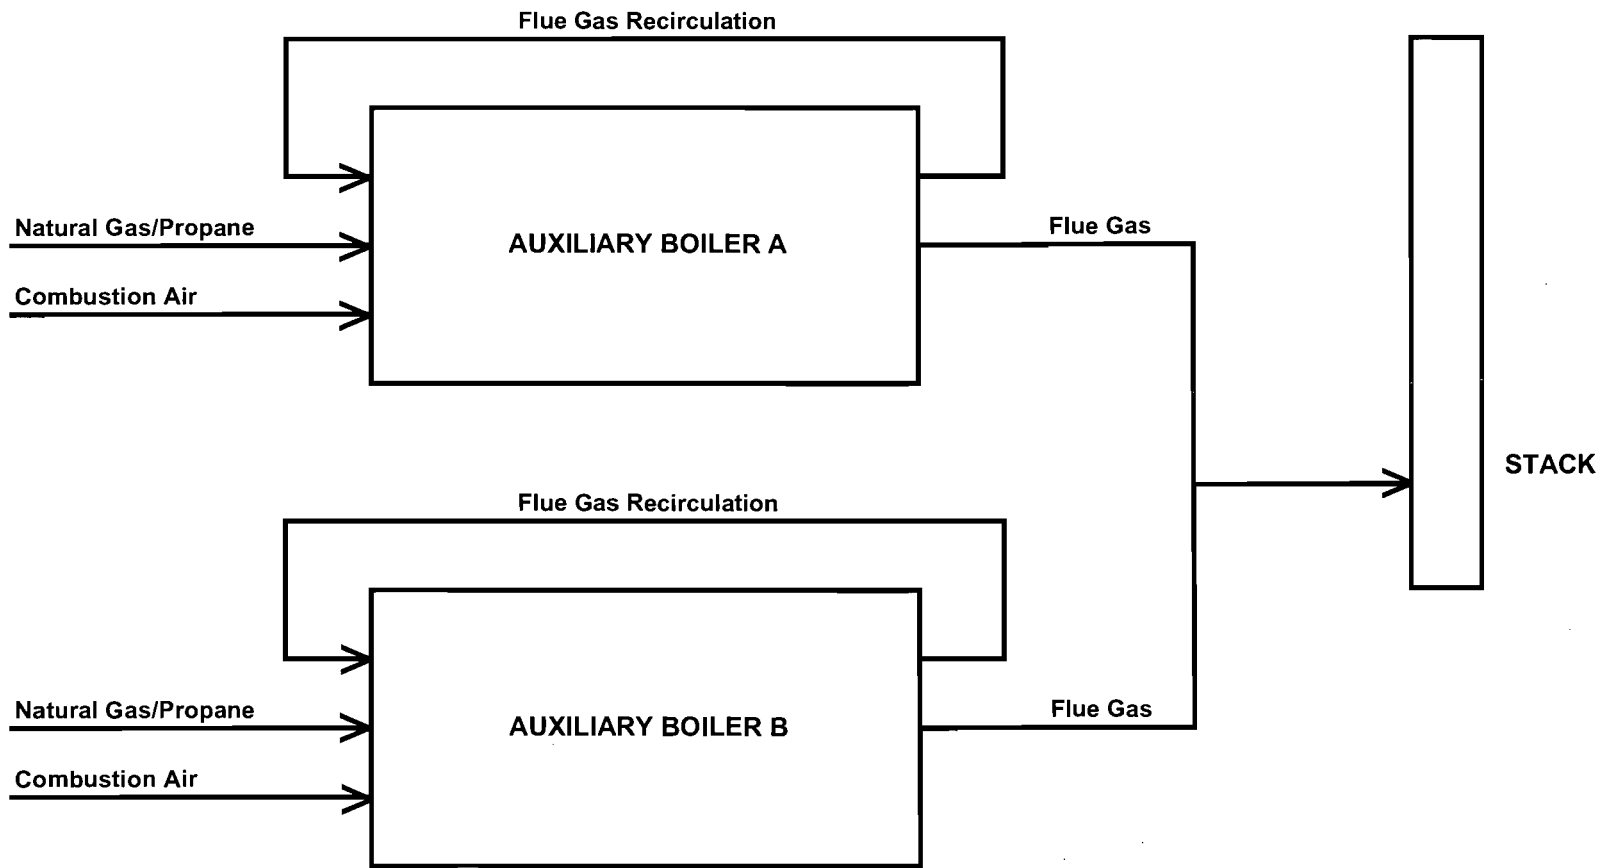 Flue Gas Recirculation
Natural Gas/Propane
AUXILIARY BOILER A
Flue Gas
Combustion Air
STACK
Flue Gas Recirculation
Natural Gas/Propane
AUXILIARY BOILER B
Flue Gas
Combustion Air